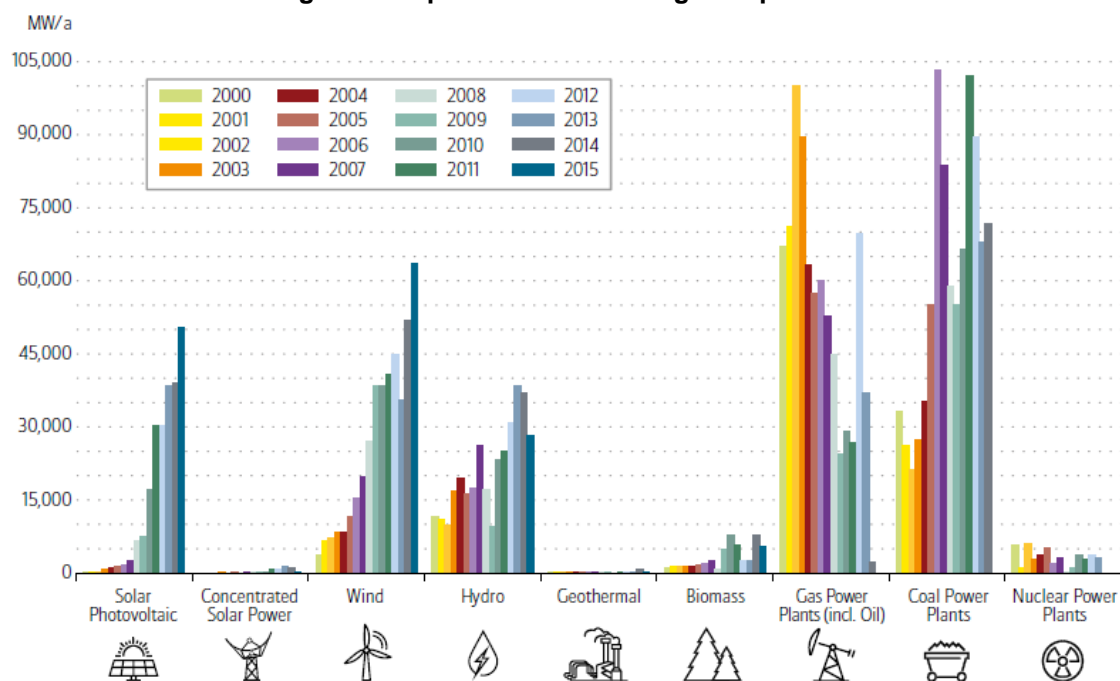 MW/a
105,000
90,000
75,000
60,000
45,000
30,000
15,000
0
2000 2004 2008 2012
2001 2005 2009 2013
2002 2006 2010 2014
2003 2007 2011 2015
Solar Concentrated Wind Hydro Geothermal Biomass Gas Power Coal Power Nuclear Power
Photovoltaic Solar Power Plants (incl. Oil) Plants Plants